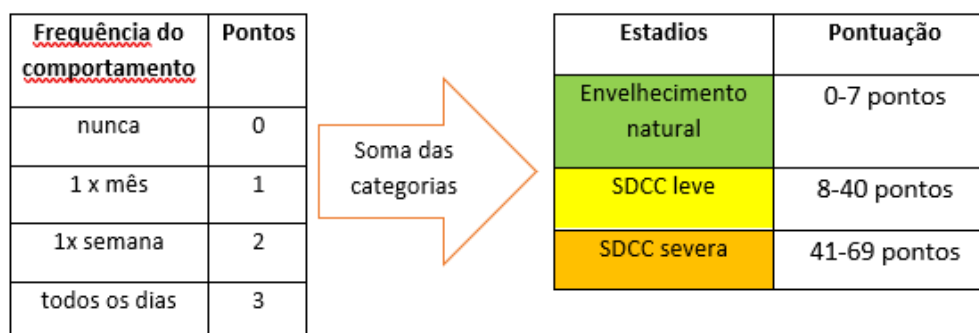 Frequência do
comportamento
Pontos
nunca
0
1 x mês
1
1x semana
2
todos os dias
3
Soma das
categorias
Estadios
Pontuação
Envelhecimento
natural
0-7 pontos
SDCC leve
8-40 pontos
SDCC severa
41-69 pontos